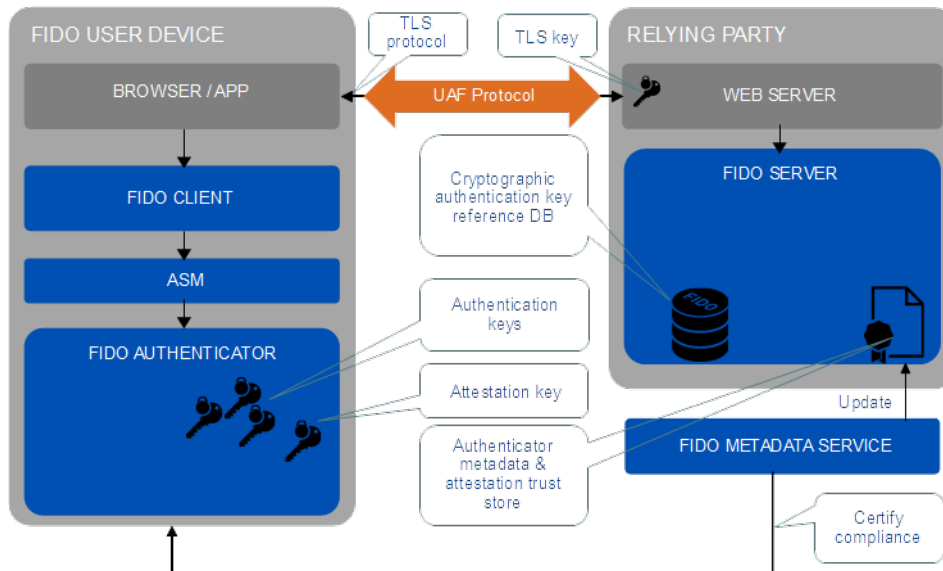 FIDO USER DEVICE
BROWSER / APP
FIDO CLIENT
ASM
FIDO AUTHENTICATOR
TLS
protocol
TLS key
UAF Protocol
Cryptographic
authentication key
reference DB
Authentication
keys
Attestation key
Authenticator
metadata &
attestation trust
store
RELYING PARTY
WEB SERVER
FIDO SERVER
FIDO
Update
FIDO METADATA SERVICE
Certify
compliance